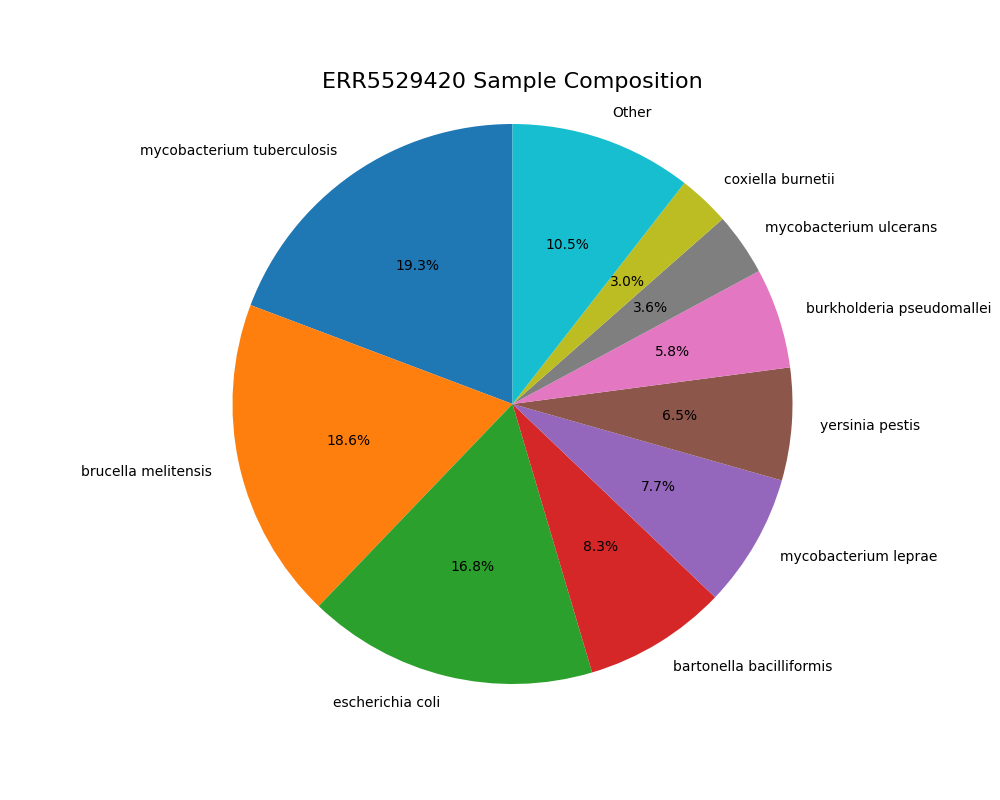 ERR5529420 Sample Composition
Other
mycobacterium tuberculosis
coxiella burnetii
mycobacterium ulcerans
10.5%
19.3%
3.0%
3.6%
burkholderia pseudomallei
5.8%
6.5%
yersinia pestis
18.6%
brucella melitensis
7.7%
8.3%
mycobacterium leprae
16.8%
bartonella bacilliformis
escherichia coli